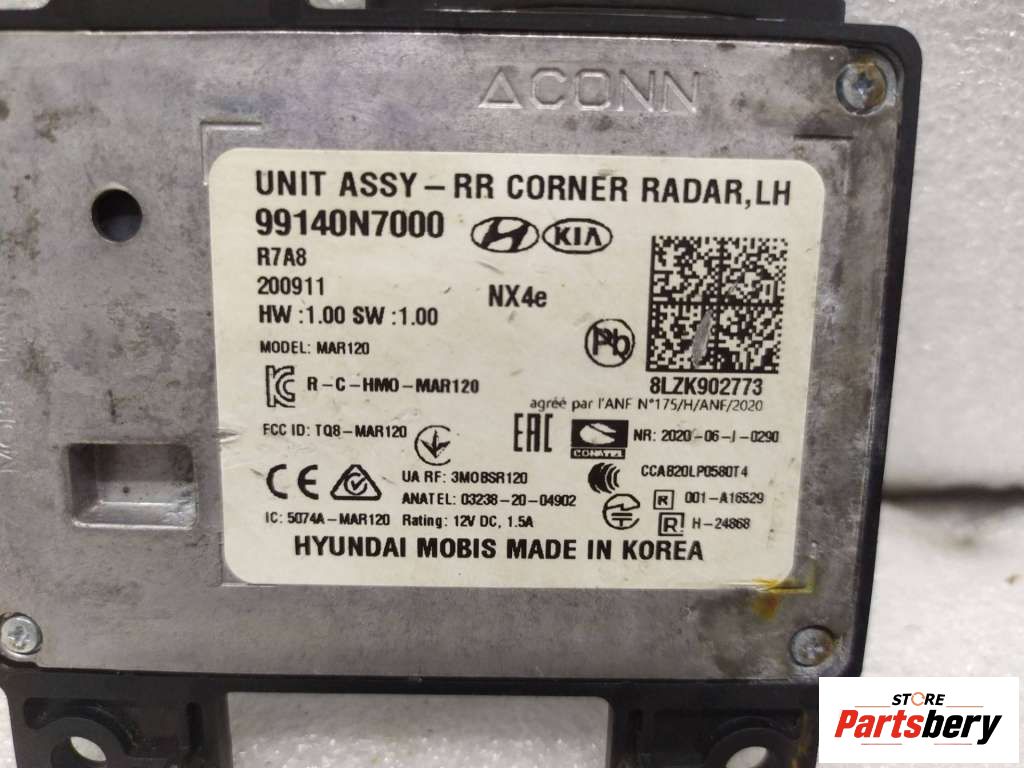 ACONN
UNIT ASSY-RR CORNER RADAR,LH
99140N7000
KIA
R7A8
200911
NX4e
HW :1.00 SW :1.00
Pb
MODEL: MAR120
8LZK902773
R-C-HMO-MAR120
agréé par l'ANF N°175/H/ANF/2020
FCC ID: TQ8-MAR120
EAC
CONATEL
NR: 2020-06-I-0290
CE
UA RF: 3MOBSR120
CCAB20LP0580T4
ANATEL: 03238-20-04902
R 001-A16529
IC: 5074A-MAR120 Rating: 12V DC, 1.5A
R H-24868
HYUNDAI MOBIS MADE IN KOREA
STORE
Partsbery